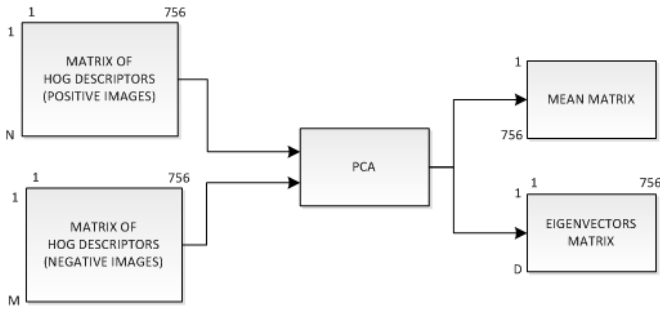 1 756
1
MATRIX OF
HOG DESCRIPTORS
(POSITIVE IMAGES)
N
1 756
1
MATRIX OF
HOG DESCRIPTORS
(NEGATIVE IMAGES)
M
PCA
1
MEAN MATRIX
756
1 756
1
EIGENVECTORS
MATRIX
D